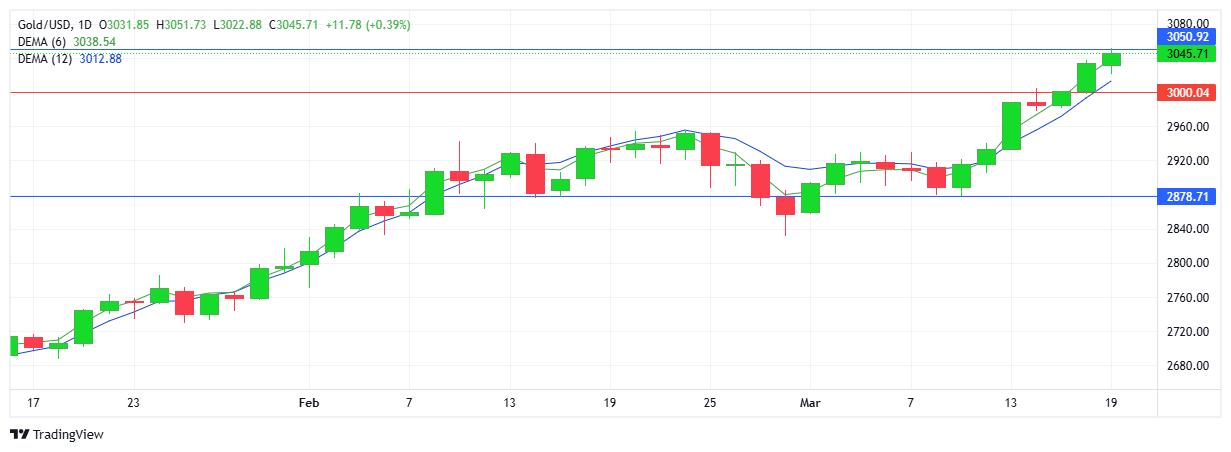 Gold/USD, 1D O3031.85 H3051.73 L3022.88 C3045.71 +11.78 (+0.39%)
DEMA (6) 3038.54
DEMA (12) 3012.88
3080.00
3050.92
3045.71
3000.04
2960.00
2920.00
2878.71
2840.00
2800.00
2760.00
2720.00
2680.00
17 23 Feb 7 13 19 25 Mar 7 13 19
TradingView